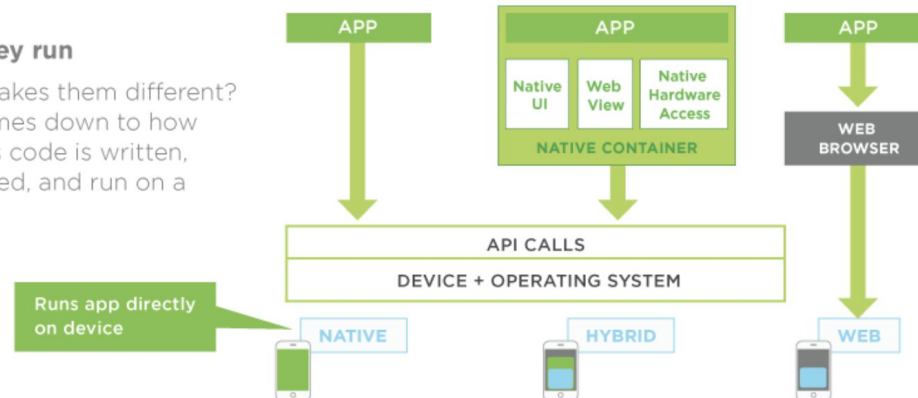 ey run
akes them different?
mes down to how
s code is written,
ed, and run on a
APP
APP
Native
UI
Web
View
Native
Hardware
Access
NATIVE CONTAINER
APP
WEB
BROWSER
API CALLS
DEVICE + OPERATING SYSTEM
Runs app directly
on device
NATIVE
HYBRID
WEB